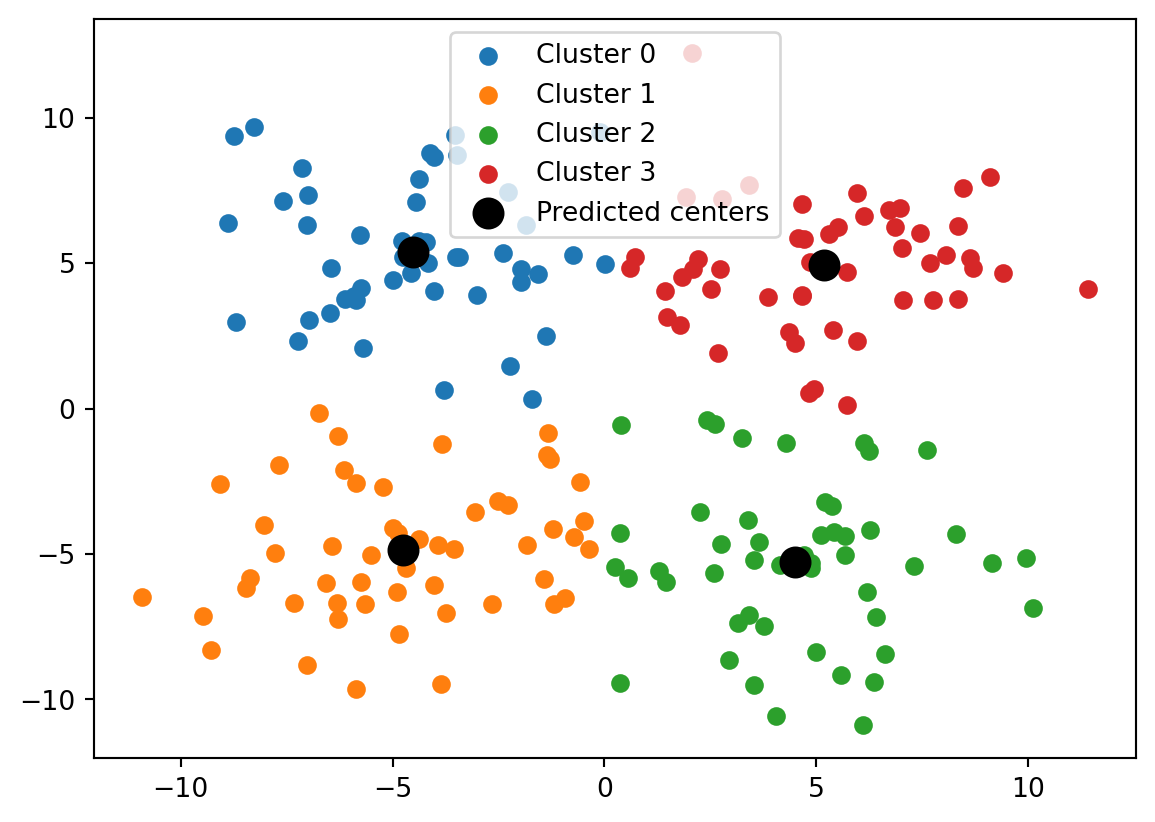 Cluster 0
Cluster 1
Cluster 2
Cluster 3
Predicted centers
10
5
0
−5
−10
−10 −5 0 5 10